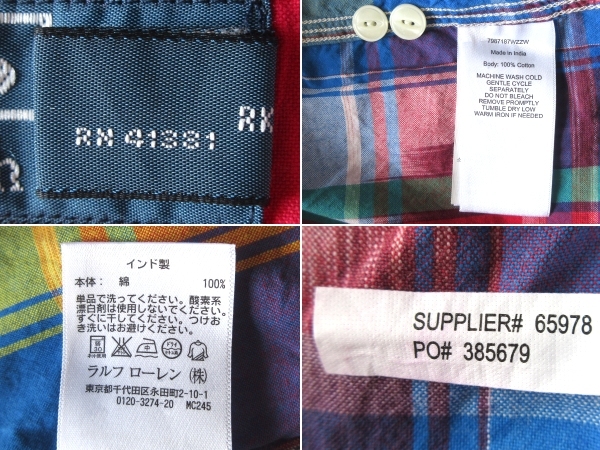 RN 41381
RN
7987187WZZW
Made in India
Body: 100% Cotton
MACHINE WASH COLD
GENTLE CYCLE
SEPARATELY
DO NOT BLEACH
REMOVE PROMPTLY
TUMBLE DRY LOW
WARM IRON IF NEEDED
インド製
本体: 綿 100%
単品で洗ってください。酸素系
漂白剤は使用しないでください。
すぐに干してください。つけお
き洗いはお避けください。
ラルフ ローレン (株)
東京都千代田区永田町2-10-1
0120-3274-20 MC245
SUPPLIER# 65978
PO# 385679